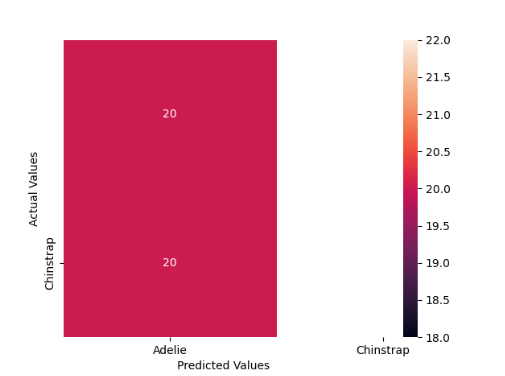 20
20
Actual Values
Chinstrap
Adelie
Chinstrap
Predicted Values
22.0
21.5
21.0
20.5
20.0
19.5
19.0
18.5
18.0